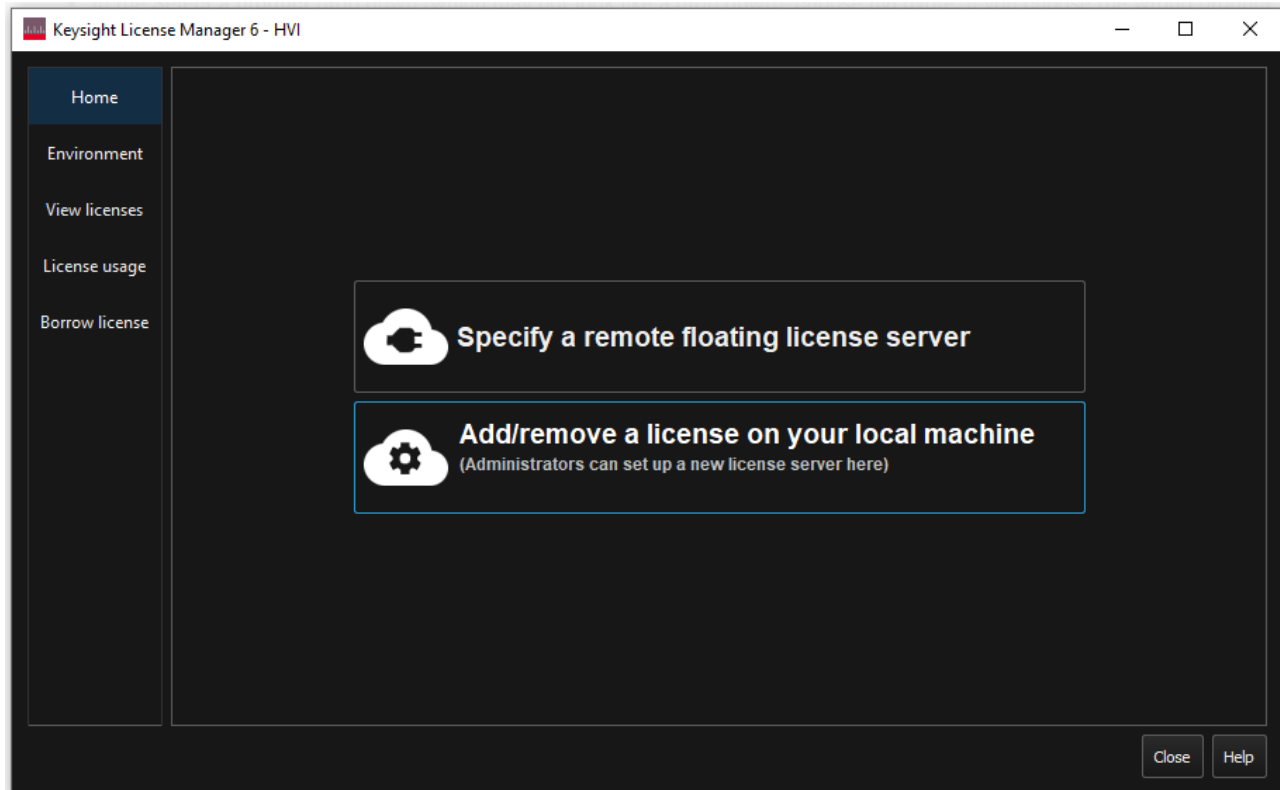 Keysight License Manager 6 - HVI
Home
Environment
View licenses
License usage
Borrow license
Specify a remote floating license server
Add/remove a license on your local machine
(Administrators can set up a new license server here)
Close
Help